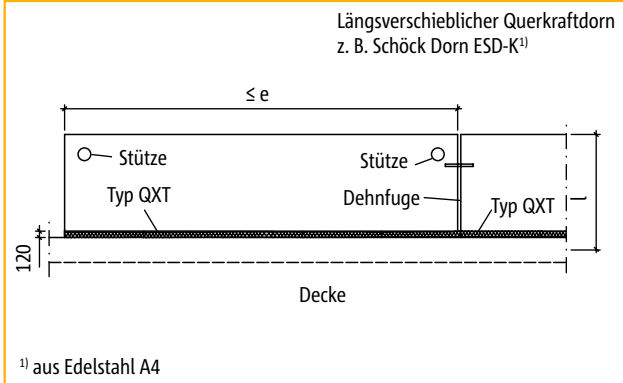 Längsverschieblicher Querkraftdorn
z. B. Schöck Dorn ESD-K¹⁾
≤ e
Stütze
Stütze
Typ QXT
Dehnfuge
Typ QXT
l
120
Decke
¹⁾ aus Edelstahl A4